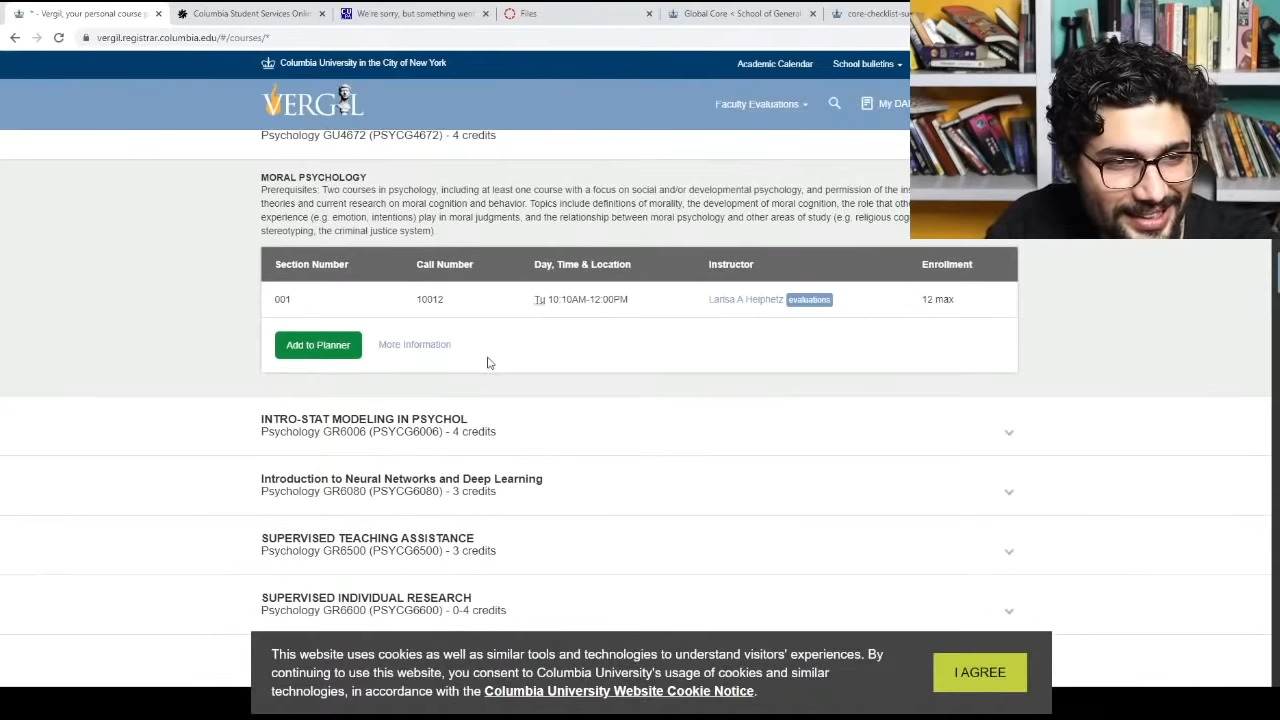 * - Vergil, your personal course p
Columbia Student Services Onlin
We're sorry, but something went
Files
Global Core < School of General
core-checklist-su
vergil.registrar.columbia.edu/#/courses/*
Columbia University in the City of New York
Academic Calendar
School bulletins
VERGIL
Faculty Evaluations
My DA
Psychology GU4672 (PSYCG4672) - 4 credits
MORAL PSYCHOLOGY
Prerequisites: Two courses in psychology, including at least one course with a focus on social and/or developmental psychology, and permission of the ins
theories and current research on moral cognition and behavior. Topics include definitions of morality, the development of moral cognition, the role that othe
experience (e.g. emotion, intentions) play in moral judgments, and the relationship between moral psychology and other areas of study (e.g. religious cog
stereotyping, the criminal justice system).
Section Number Call Number Day, Time & Location Instructor Enrollment
001 10012 Tu 10:10AM-12:00PM Larisa A Heiphetz evaluations 12 max
Add to Planner More Information
INTRO-STAT MODELING IN PSYCHOL
Psychology GR6006 (PSYCG6006) - 4 credits
Introduction to Neural Networks and Deep Learning
Psychology GR6080 (PSYCG6080) - 3 credits
SUPERVISED TEACHING ASSISTANCE
Psychology GR6500 (PSYCG6500) - 3 credits
SUPERVISED INDIVIDUAL RESEARCH
Psychology GR6600 (PSYCG6600) - 0-4 credits
This website uses cookies as well as similar tools and technologies to understand visitors' experiences. By
continuing to use this website, you consent to Columbia University's usage of cookies and similar
technologies, in accordance with the Columbia University Website Cookie Notice.
I AGREE